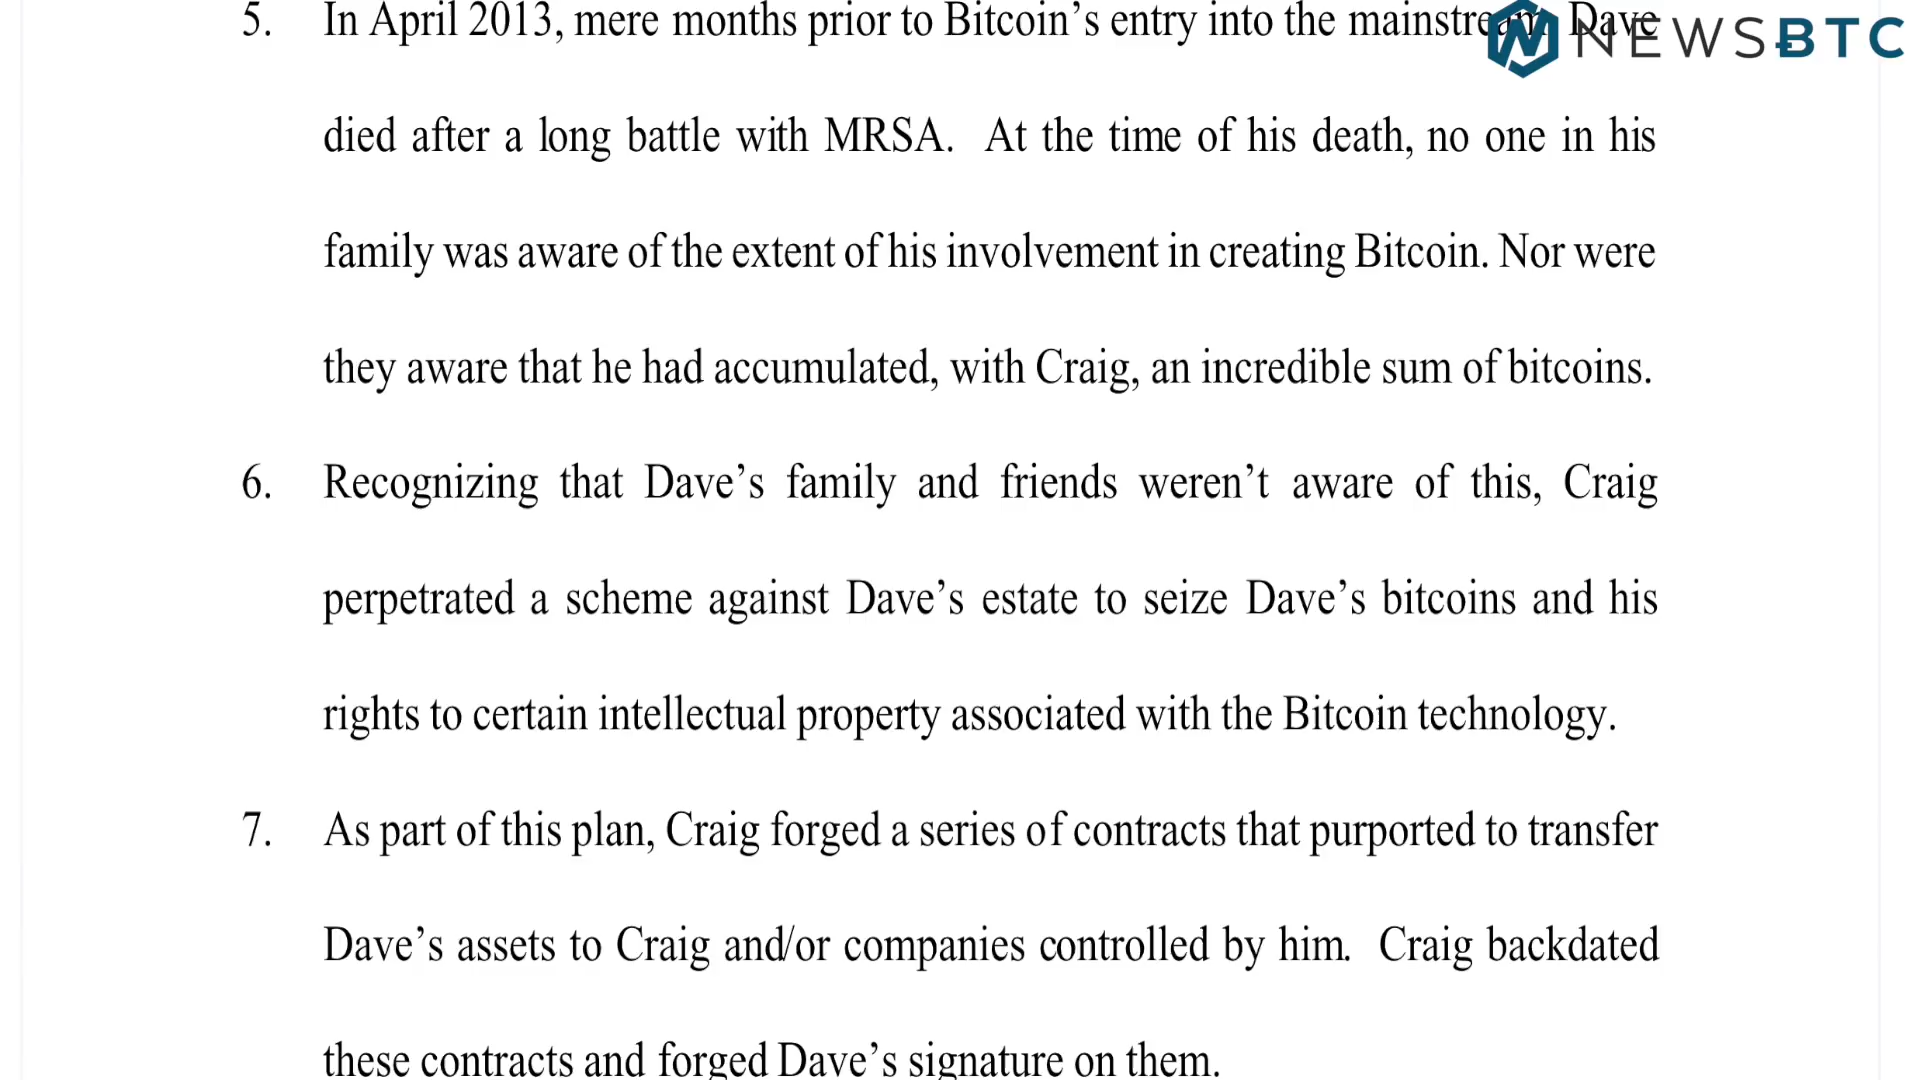 5. In April 2013, mere months prior to Bitcoin’s entry into the mainstream, Dave
NEWSBTC
died after a long battle with MRSA. At the time of his death, no one in his
family was aware of the extent of his involvement in creating Bitcoin. Nor were
they aware that he had accumulated, with Craig, an incredible sum of bitcoins.
6. Recognizing that Dave’s family and friends weren’t aware of this, Craig
perpetrated a scheme against Dave’s estate to seize Dave’s bitcoins and his
rights to certain intellectual property associated with the Bitcoin technology.
7. As part of this plan, Craig forged a series of contracts that purported to transfer
Dave’s assets to Craig and/or companies controlled by him. Craig backdated
these contracts and forged Dave’s signature on them.